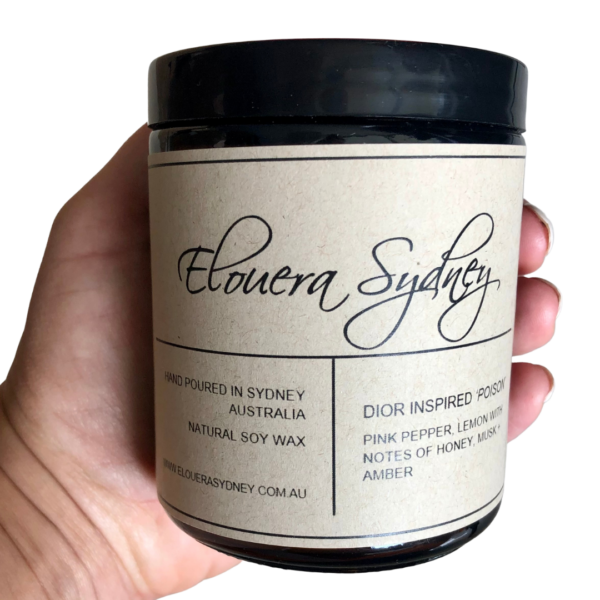 Elouera Sydney
HAND POURED IN SYDNEY
AUSTRALIA
NATURAL SOY WAX
WWW.ELOUERASYDNEY.COM.AU
DIOR INSPIRED 'POISON'
PINK PEPPER, LEMON WITH
NOTES OF HONEY, MUSK +
AMBER